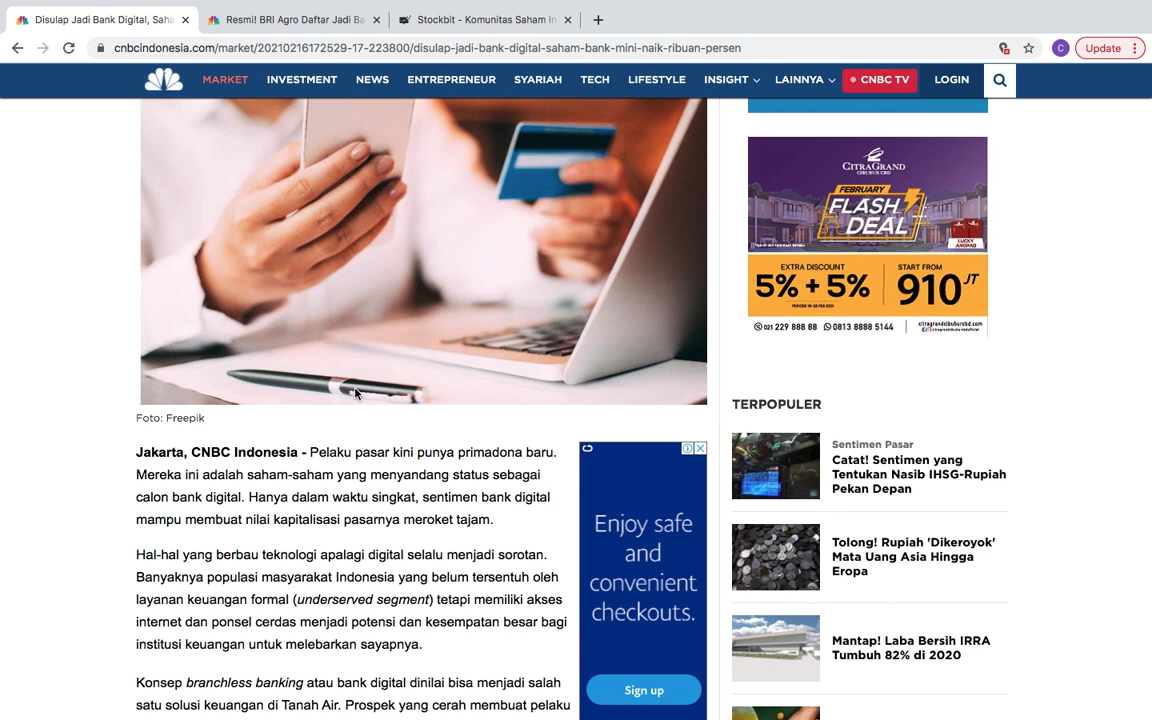 Disulap Jadi Bank Digital, Saha
Resmi! BRI Agro Daftar Jadi Ba
Stockbit - Komunitas Saham In
cnbcindonesia.com/market/20210216172529-17-223800/disulap-jadi-bank-digital-saham-bank-mini-naik-ribuan-persen
C
Update
MARKET INVESTMENT NEWS ENTREPRENEUR SYARIAH TECH LIFESTYLE INSIGHT LAINNYA CNBC TV LOGIN
CITRAGRAND
CIBUBUR CBD
FEBRUARY
FLASH
DEAL
LUCKY
ANGPAO
EXTRA DISCOUNT
5% + 5%
START FROM
910 JT
021 229 888 88 0813 8888 5144
citragrandcibuburcbd.com
Foto: Freepik
Jakarta, CNBC Indonesia - Pelaku pasar kini punya primadona baru.
Mereka ini adalah saham-saham yang menyandang status sebagai
calon bank digital. Hanya dalam waktu singkat, sentimen bank digital
mampu membuat nilai kapitalisasi pasarnya meroket tajam.
Hal-hal yang berbau teknologi apalagi digital selalu menjadi sorotan.
Banyaknya populasi masyarakat Indonesia yang belum tersentuh oleh
layanan keuangan formal (underserved segment) tetapi memiliki akses
internet dan ponsel cerdas menjadi potensi dan kesempatan besar bagi
institusi keuangan untuk melebarkan sayapnya.
Konsep branchless banking atau bank digital dinilai bisa menjadi salah
satu solusi keuangan di Tanah Air. Prospek yang cerah membuat pelaku
Enjoy safe
and
convenient
checkouts.
Sign up
TERPOPULER
Sentimen Pasar
Catat! Sentimen yang
Tentukan Nasib IHSG-Rupiah
Pekan Depan
Tolong! Rupiah 'Dikeroyok'
Mata Uang Asia Hingga
Eropa
Mantap! Laba Bersih IRRA
Tumbuh 82% di 2020